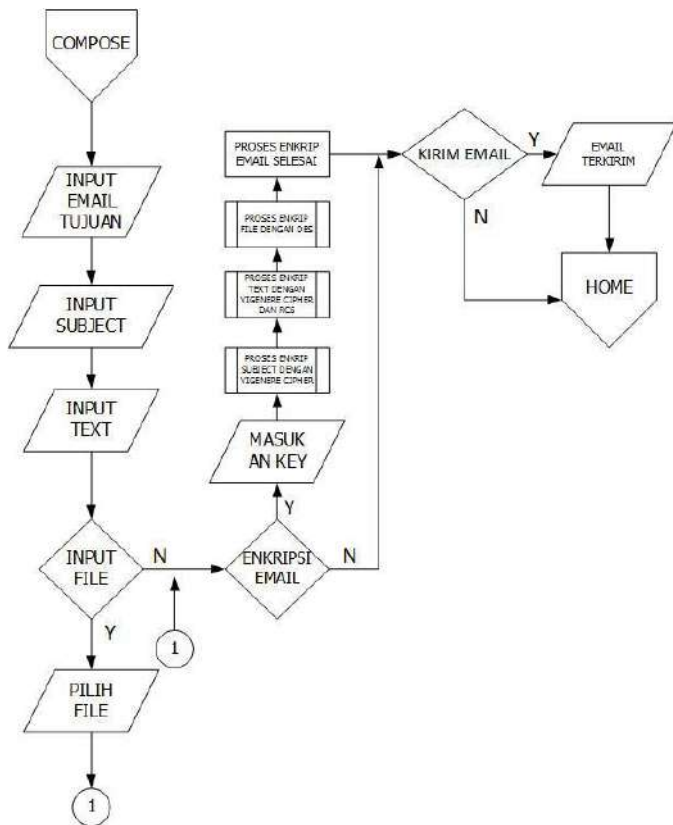 COMPOSE
INPUT
EMAIL
TUJUAN
INPUT
SUBJECT
INPUT
TEXT
INPUT
FILE
N
Y
PILIH
FILE
1
1
ENKRIPSI
EMAIL
Y
N
MASUK
AN KEY
PROSES ENKRIP
SUBJECT DENGAN
VIGENERE CIPHER
PROSES ENKRIP
TEXT DENGAN
VIGENERE CIPHER
DAN
PROSES ENKRIP
FILE DENGAN DES
PROSES ENKRIP
EMAIL SELESAI
KIRIM EMAIL
Y
N
EMAIL
TERKIRIM
HOME